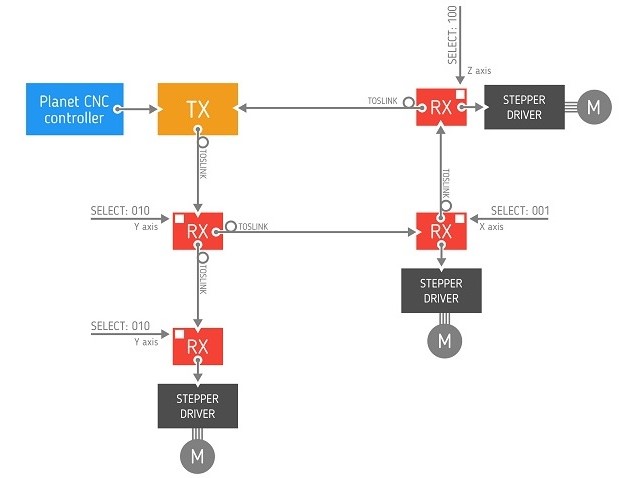 SELECT: 100
Z axis
Planet CNC
controller
TX
TOSLINK
RX
STEPPER
DRIVER
M
TOSLINK
TOSLINK
SELECT: 010
Y axis
RX
TOSLINK
RX
SELECT: 001
X axis
TOSLINK
STEPPER
DRIVER
M
SELECT: 010
Y axis
RX
STEPPER
DRIVER
M